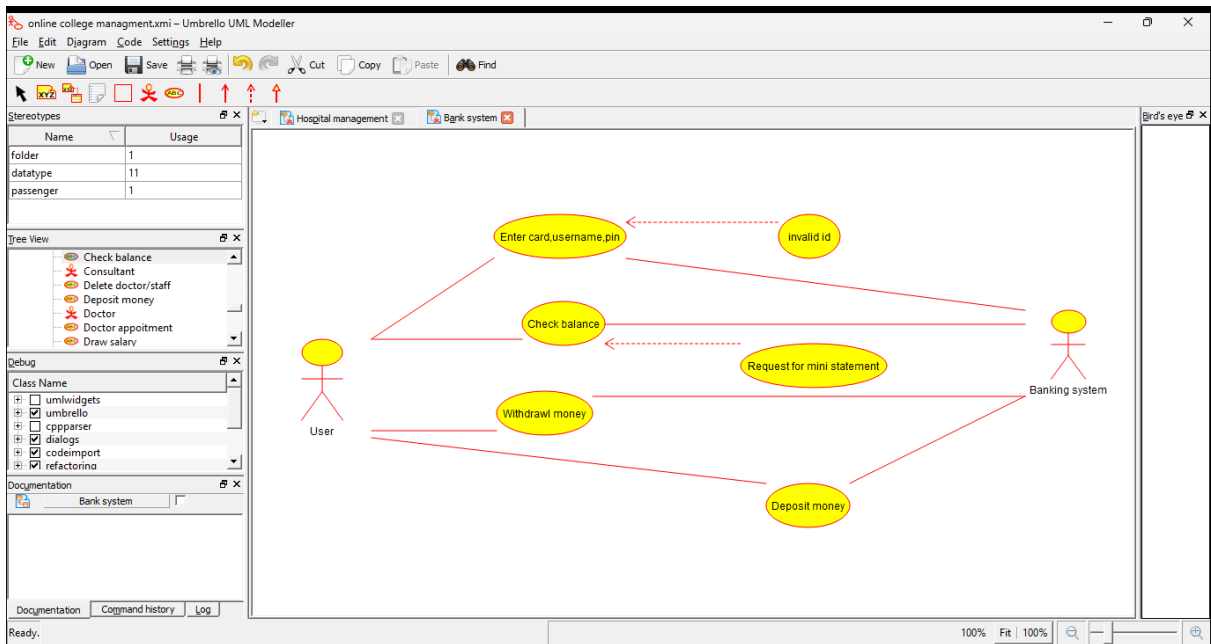 online college managment.xmi – Umbrello UML Modeller
File Edit Diagram Code Settings Help
New Open Save Cut Copy Paste Find
XYZ ABC
Stereotypes
Name Usage
folder 1
datatype 11
passenger 1
Tree View
Check balance
Consultant
Delete doctor/staff
Deposit money
Doctor
Doctor appoitment
Draw salary
Debug
Class Name
umlwidgets
umbrello
cppparser
dialogs
codeimport
refactoring
Documentation
Bank system
Documentation Command history Log
Ready.
Hospital management Bank system
Enter card,username,pin
invalid id
Check balance
Request for mini statement
Withdrawl money
Deposit money
User
Banking system
Bird's eye
100% Fit 100%